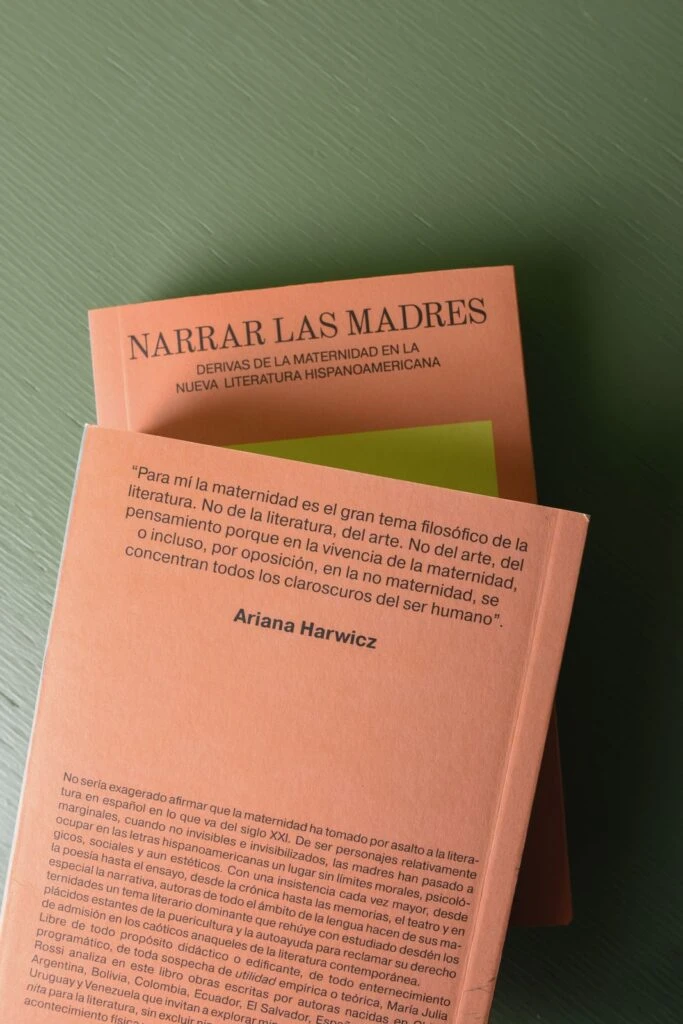 NARRAR LAS MADRES
DERIVAS DE LA MATERNIDAD EN LA
NUEVA LITERATURA HISPANOAMERICANA
“Para mí la maternidad es el gran tema filosófico de la
literatura. No de la literatura, del arte. No del arte, del
pensamiento porque en la vivencia de la maternidad,
o incluso, por oposición, en la no maternidad, se
concentran todos los claroscuros del ser humano”.
Ariana Harwicz
No sería exagerado afirmar que la maternidad ha tomado por asalto a la litera-
tura en español en lo que va del siglo XXI. De ser personajes relativamente
marginales, cuando no invisibles e invisibilizados, las madres han pasado a
ocupar en las letras hispanoamericanas un lugar sin límites morales, psicoló-
gicos, sociales y aun estéticos. Con una insistencia cada vez mayor, desde
la poesía hasta el ensayo, desde la crónica hasta las memorias, el teatro y en
especial la narrativa, autoras de todo el ámbito de la lengua hacen de sus ma-
ternidades un tema literario dominante que rehúye con estudiado desdén los
plácidos estantes de la puericultura y la autoayuda para reclamar su derecho
de admisión en los caóticos anaqueles de la literatura contemporánea.
Libre de todo propósito didáctico o edificante, de todo enternecimiento
programático, de toda sospecha de utilidad empírica o teórica, María Julia
Rossi analiza en este libro obras escritas por autoras nacidas en
Argentina, Bolivia, Colombia, Ecuador, El Salvador,
Uruguay y Venezuela que invitan a explorar
para la literatura, sin excluir
acontecimiento